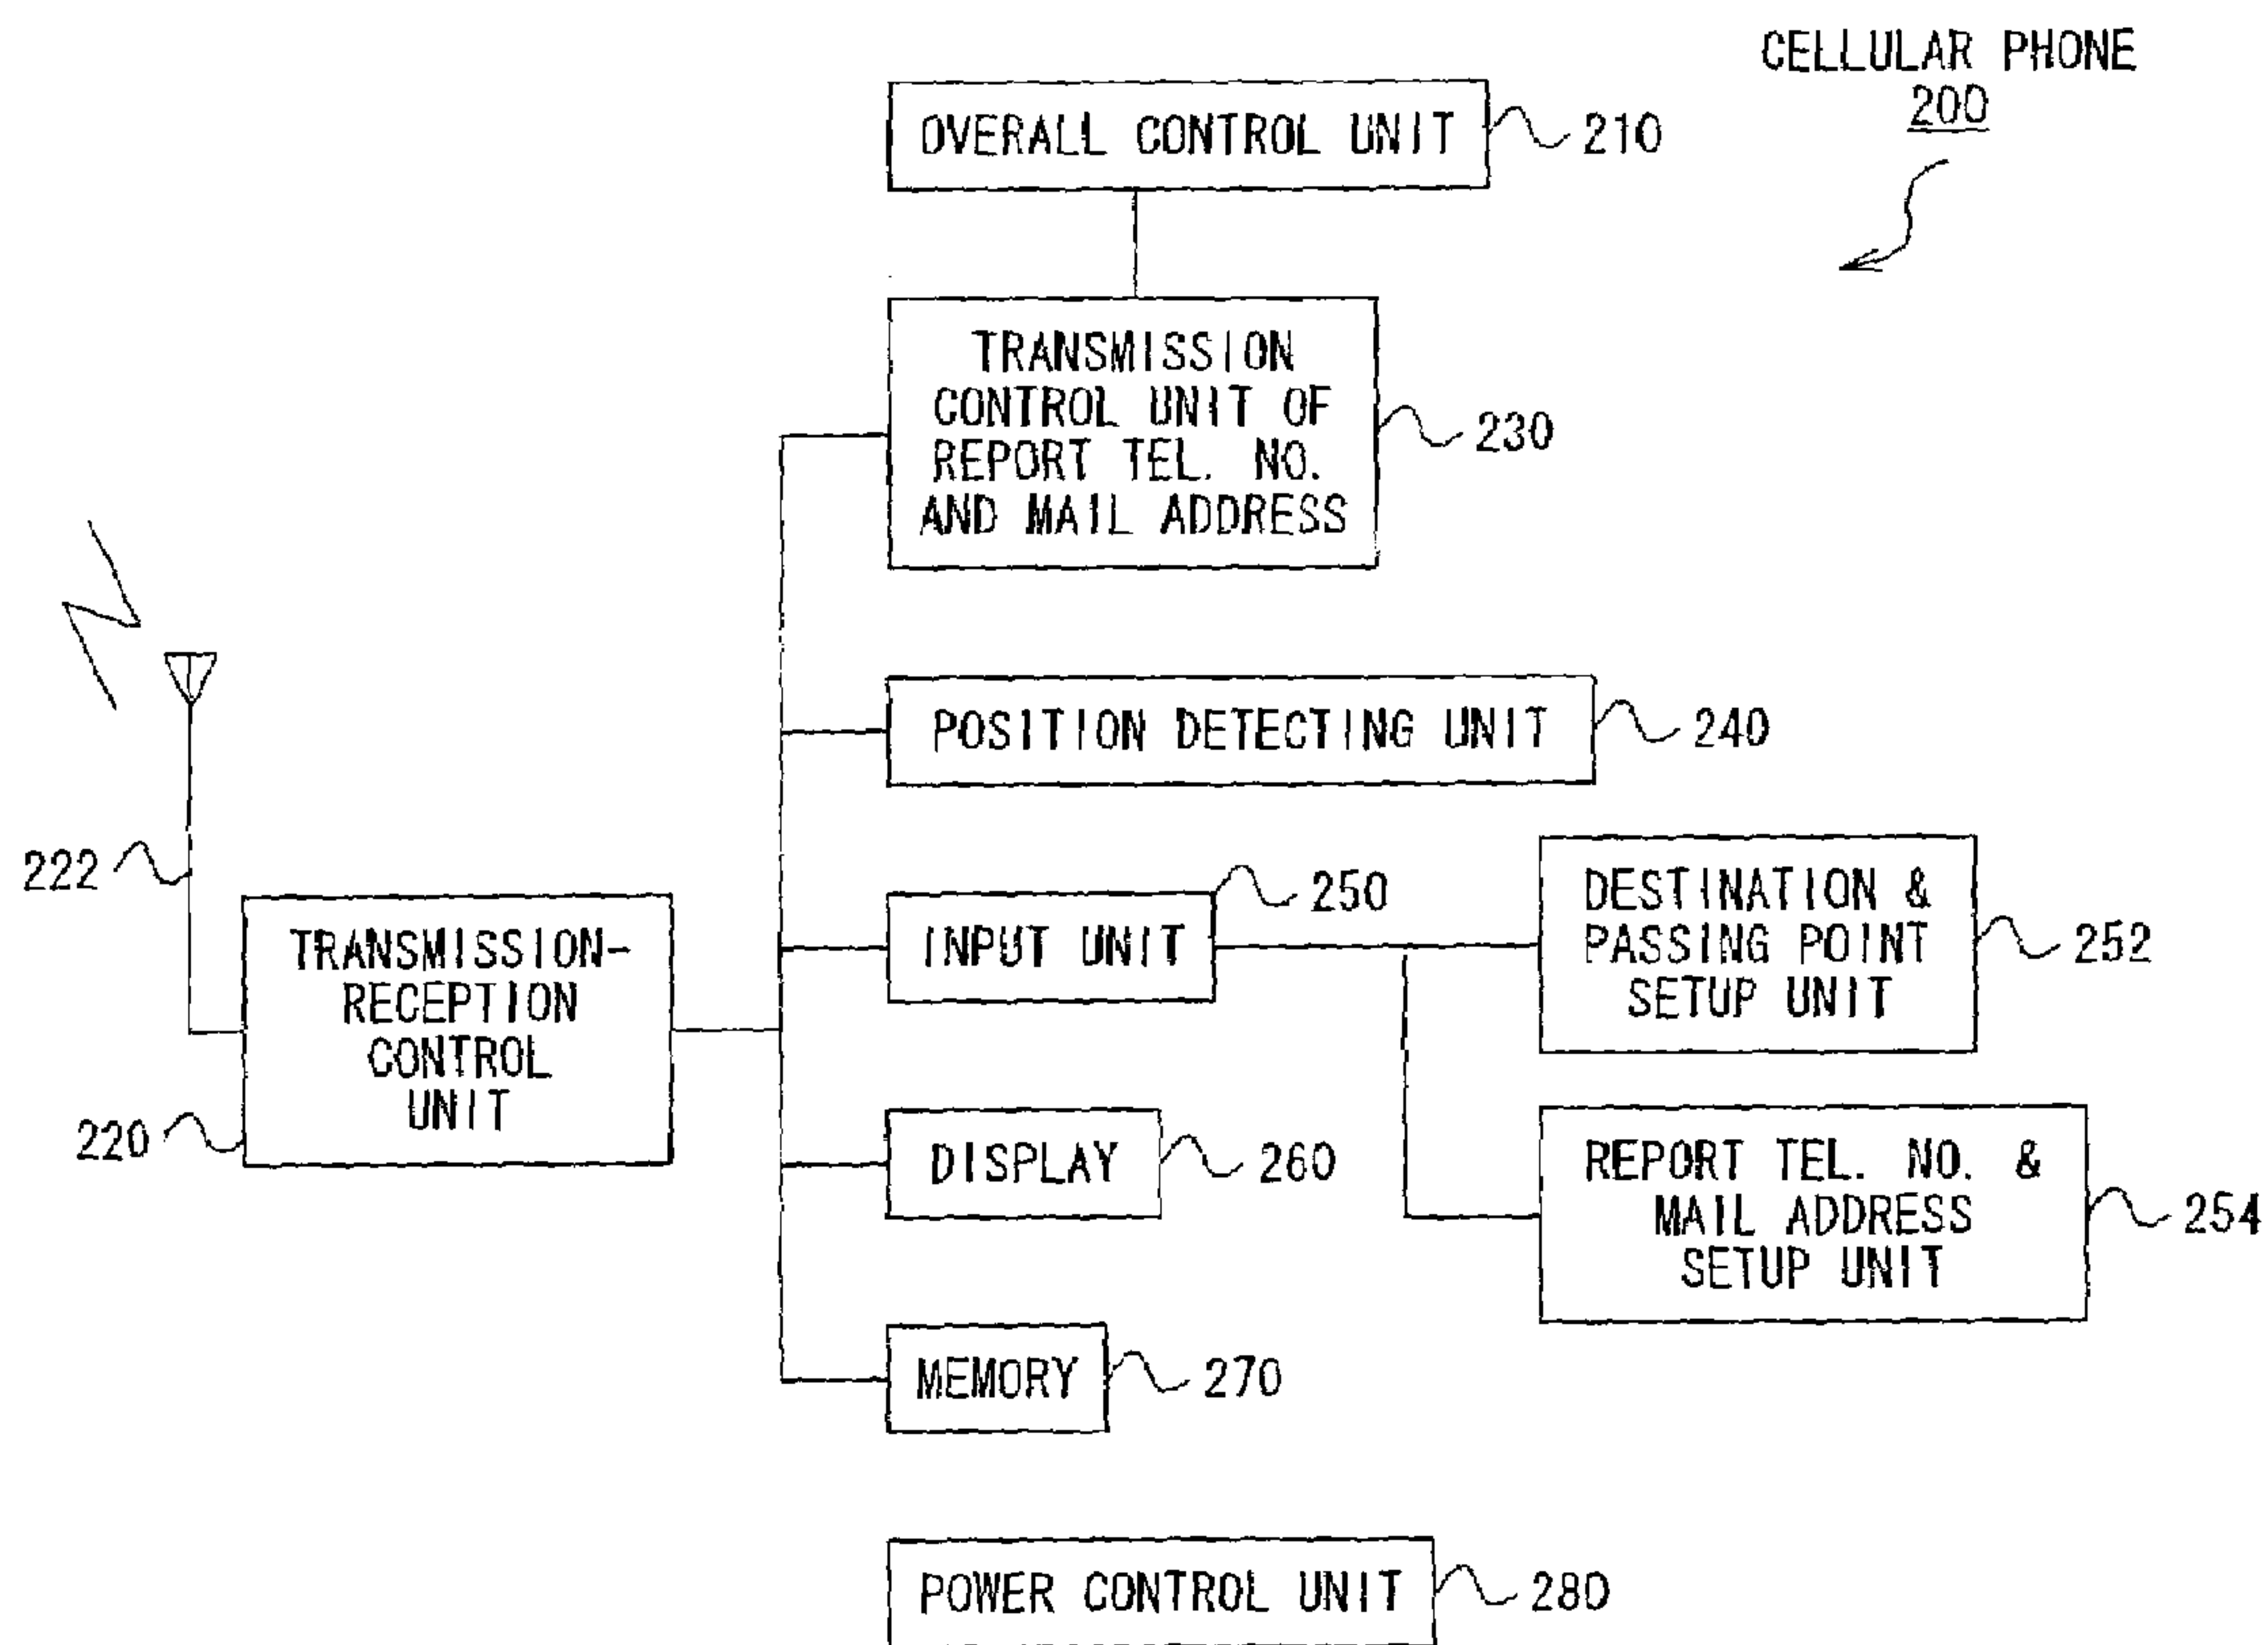 CELLULAR PHONE
200
OVERALL CONTROL UNIT
210
TRANSMISSION
CONTROL UNIT OF
REPORT TEL. NO.
AND MAIL ADDRESS
230
POSITION DETECTING UNIT
240
222
TRANSMISSION-
RECEPTION
CONTROL
UNIT
220
INPUT UNIT
250
DESTINATION &
PASSING POINT
SETUP UNIT
252
DISPLAY
260
REPORT TEL. NO. &
MAIL ADDRESS
SETUP UNIT
254
MEMORY
270
POWER CONTROL UNIT
280